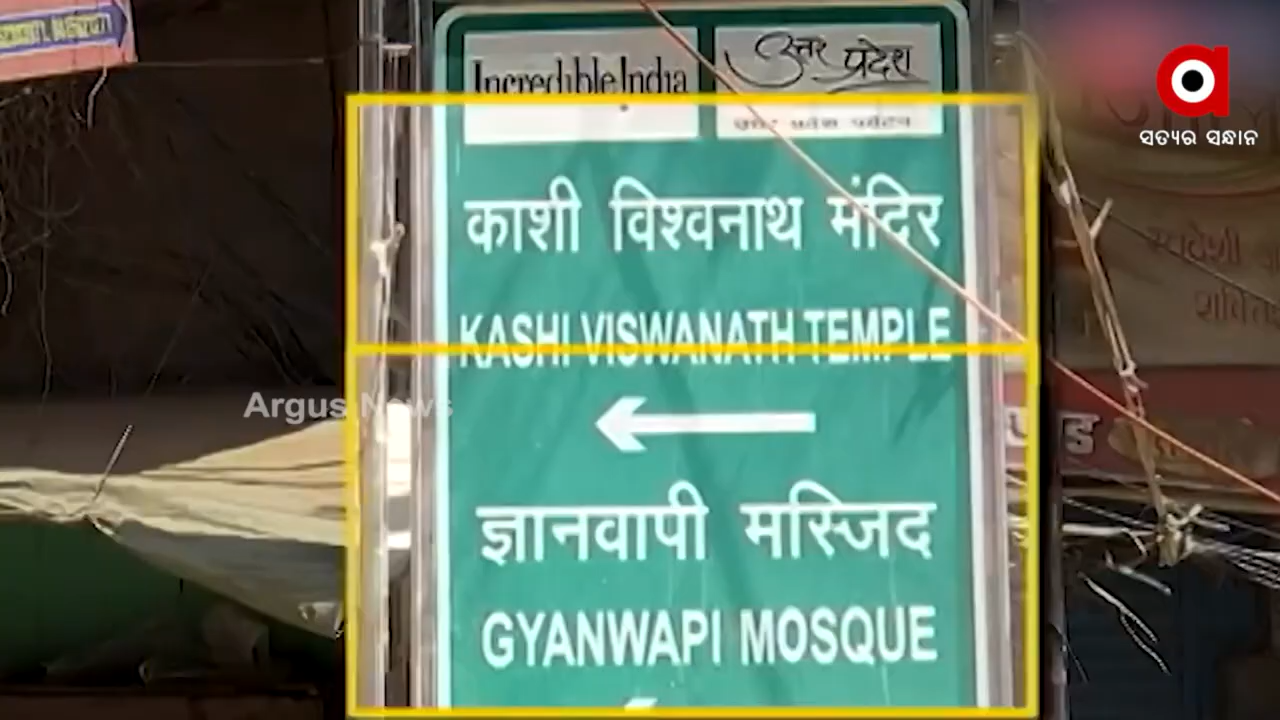 Incredible India
उत्तर प्रदेश
ସତ୍ୟର ସନ୍ଧାନ
काशी विश्वनाथ मंदिर
KASHI VISWANATH TEMPLE
Argus News
ज्ञानवापी मस्जिद
GYANWAPI MOSQUE